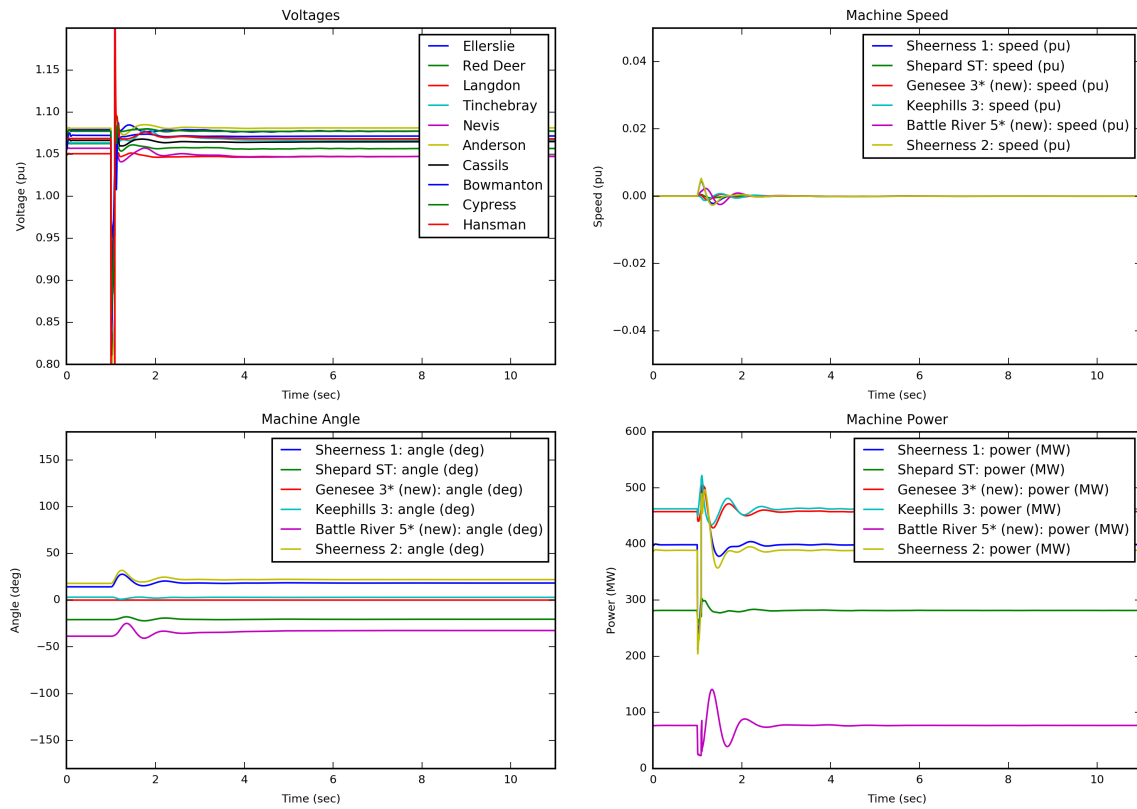 Voltages
1.15
1.10
1.05
1.00
0.95
0.90
0.85
0.80
Voltage (pu)
0
2
4
6
8
10
Time (sec)
Ellerslie
Red Deer
Langdon
Tinchebray
Nevis
Anderson
Cassils
Bowmanton
Cypress
Hansman
Machine Speed
0.04
0.02
0.00
−0.02
−0.04
Speed (pu)
0
2
4
6
8
10
Time (sec)
Sheerness 1: speed (pu)
Shepard ST: speed (pu)
Genesee 3* (new): speed (pu)
Keephills 3: speed (pu)
Battle River 5* (new): speed (pu)
Sheerness 2: speed (pu)
Machine Angle
150
100
50
0
−50
−100
−150
Angle (deg)
0
2
4
6
8
10
Time (sec)
Sheerness 1: angle (deg)
Shepard ST: angle (deg)
Genesee 3* (new): angle (deg)
Keephills 3: angle (deg)
Battle River 5* (new): angle (deg)
Sheerness 2: angle (deg)
Machine Power
600
500
400
300
200
100
0
Power (MW)
0
2
4
6
8
10
Time (sec)
Sheerness 1: power (MW)
Shepard ST: power (MW)
Genesee 3* (new): power (MW)
Keephills 3: power (MW)
Battle River 5* (new): power (MW)
Sheerness 2: power (MW)